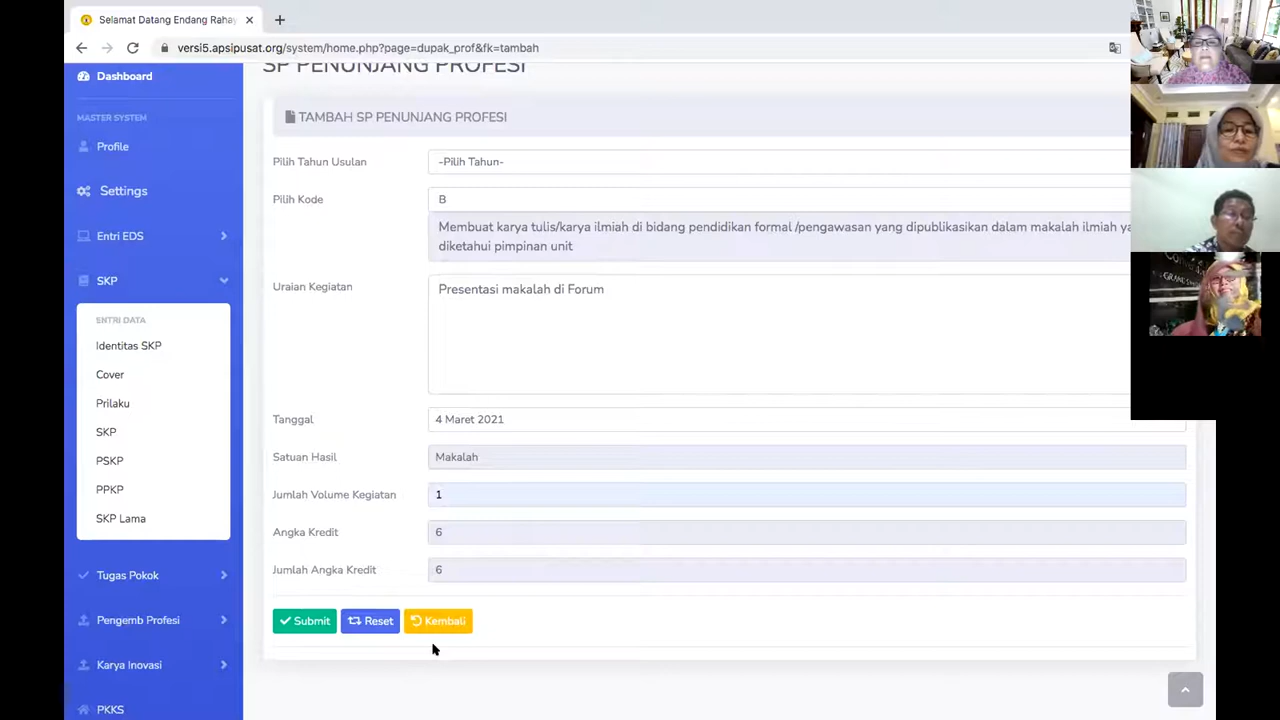 Selamat Datang Endang Rahay
versi5.apsipusat.org/system/home.php?page=dupak_prof&fk=tambah
Dashboard
MASTER SYSTEM
Profile
Settings
Entri EDS
SKP
ENTRI DATA
Identitas SKP
Cover
Prilaku
SKP
PSKP
PPKP
SKP Lama
Tugas Pokok
Pengemb Profesi
Karya Inovasi
PKKS
SP PENUNJANG PROFESI
TAMBAH SP PENUNJANG PROFESI
Pilih Tahun Usulan
-Pilih Tahun-
Pilih Kode
B
Membuat karya tulis/karya ilmiah di bidang pendidikan formal /pengawasan yang dipublikasikan dalam makalah ilmiah
diketahui pimpinan unit
Uraian Kegiatan
Presentasi makalah di Forum
Tanggal
4 Maret 2021
Satuan Hasil
Makalah
Jumlah Volume Kegiatan
1
Angka Kredit
6
Jumlah Angka Kredit
6
Submit
Reset
Kembali